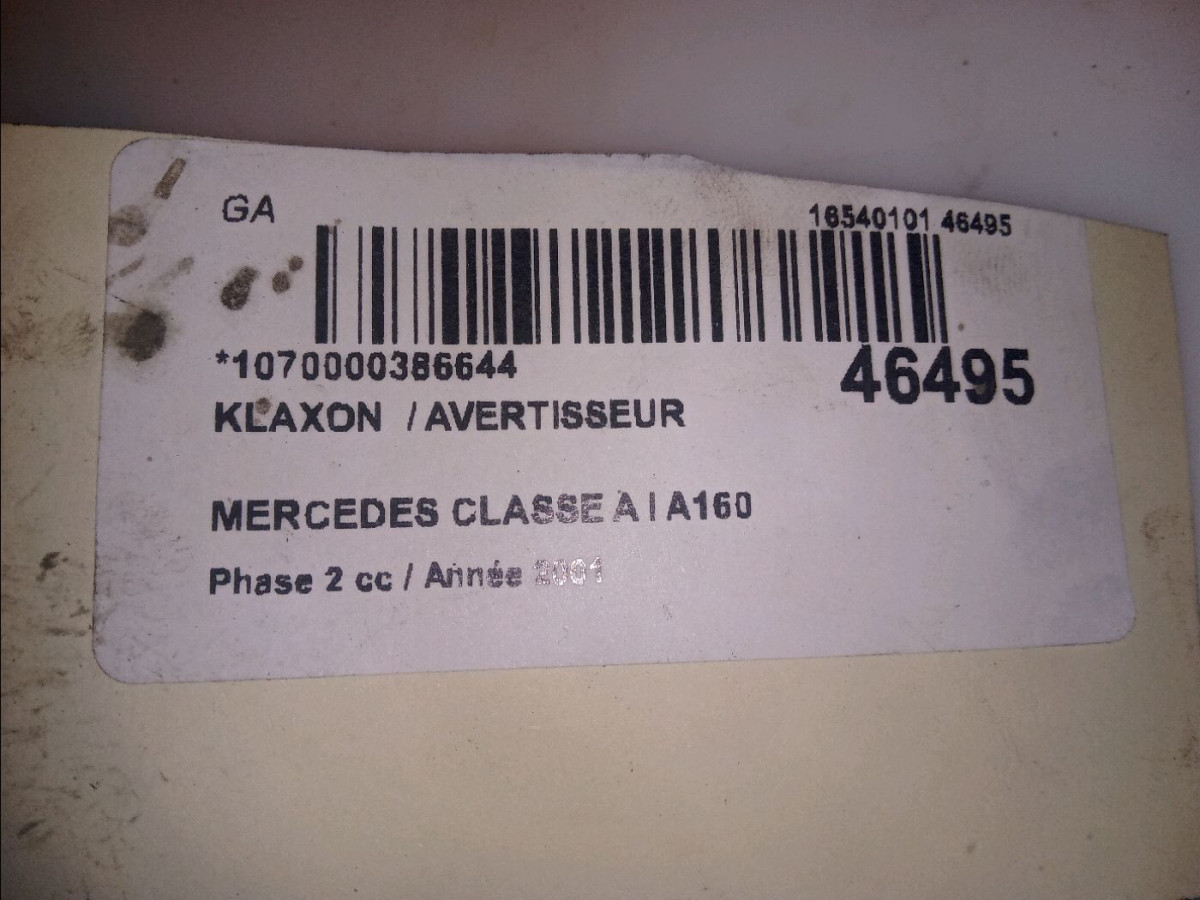 GA
16540101 46495
*1070000386644
46495
KLAXON / AVERTISSEUR
MERCEDES CLASSE A I A160
Phase 2 cc / Année 2001